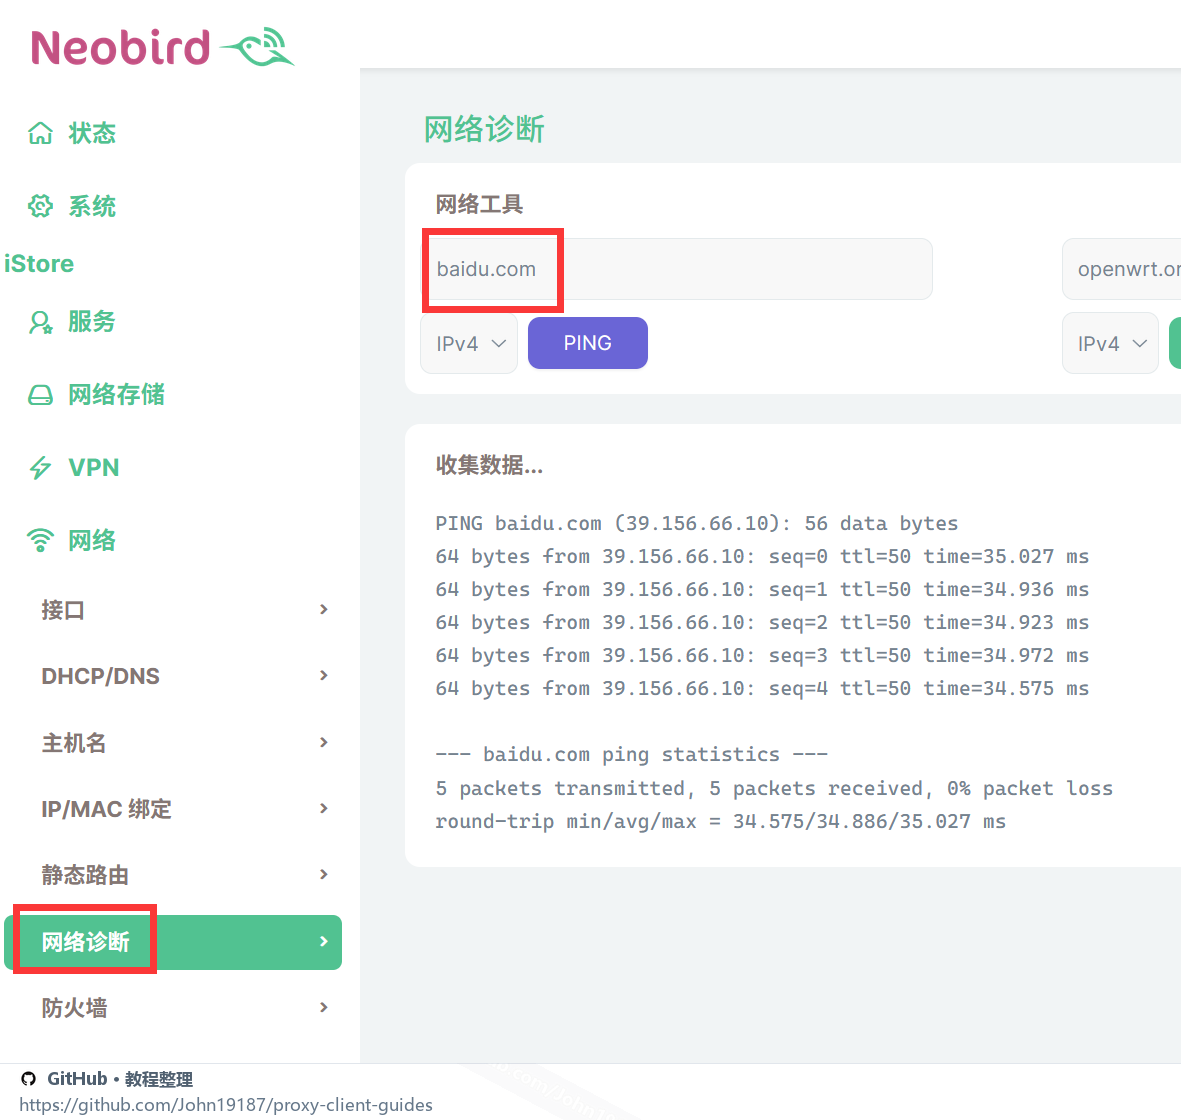 Neobird
状态
系统
iStore
服务
网络存储
VPN
网络
接口
DHCP/DNS
主机名
IP/MAC 绑定
静态路由
网络诊断
防火墙
网络诊断
网络工具
baidu.com
openwrt.or
IPv4
PING
IPv4
收集数据...
PING baidu.com (39.156.66.10): 56 data bytes
64 bytes from 39.156.66.10: seq=0 ttl=50 time=35.027 ms
64 bytes from 39.156.66.10: seq=1 ttl=50 time=34.936 ms
64 bytes from 39.156.66.10: seq=2 ttl=50 time=34.923 ms
64 bytes from 39.156.66.10: seq=3 ttl=50 time=34.972 ms
64 bytes from 39.156.66.10: seq=4 ttl=50 time=34.575 ms
--- baidu.com ping statistics ---
5 packets transmitted, 5 packets received, 0% packet loss
round-trip min/avg/max = 34.575/34.886/35.027 ms
GitHub • 教程整理
https://github.com/John19187/proxy-client-guides